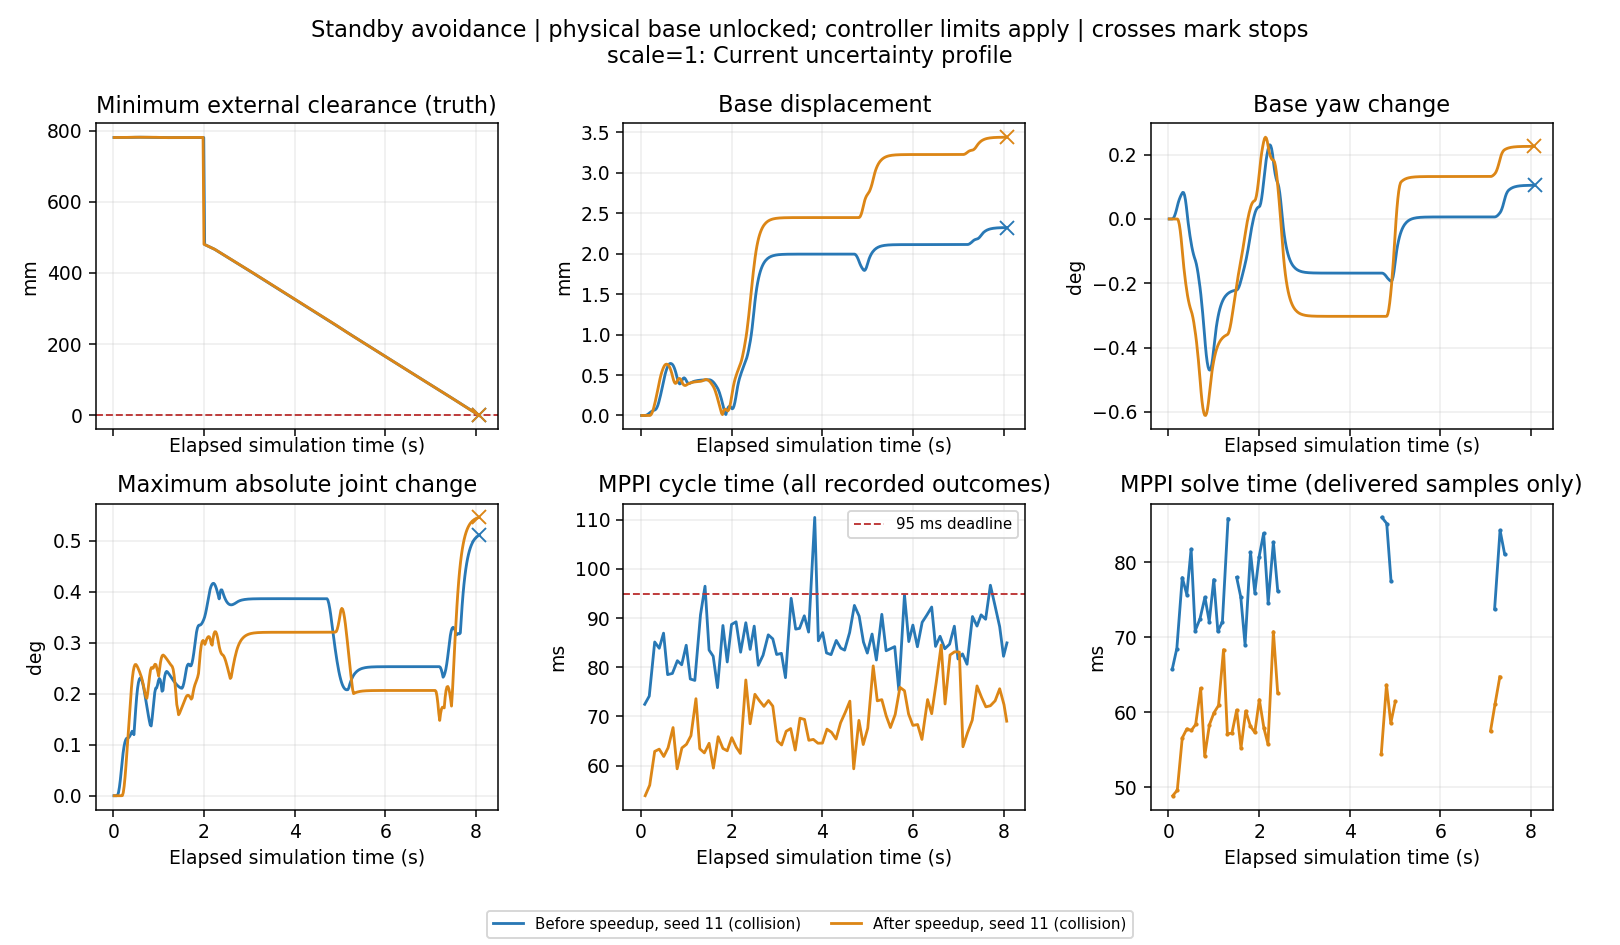 Standby avoidance | physical base unlocked; controller limits apply | crosses mark stops
scale=1: Current uncertainty profile
Minimum external clearance (truth)
800
600
400
200
0
mm
Elapsed simulation time (s)
Base displacement
3.5
3.0
2.5
2.0
1.5
1.0
0.5
0.0
mm
Elapsed simulation time (s)
Base yaw change
0.2
0.0
−0.2
−0.4
−0.6
deg
Elapsed simulation time (s)
Maximum absolute joint change
0.5
0.4
0.3
0.2
0.1
0.0
deg
0 2 4 6 8
Elapsed simulation time (s)
MPPI cycle time (all recorded outcomes)
95 ms deadline
110
100
90
80
70
60
ms
0 2 4 6 8
Elapsed simulation time (s)
MPPI solve time (delivered samples only)
80
70
60
50
ms
0 2 4 6 8
Elapsed simulation time (s)
Before speedup, seed 11 (collision)
After speedup, seed 11 (collision)